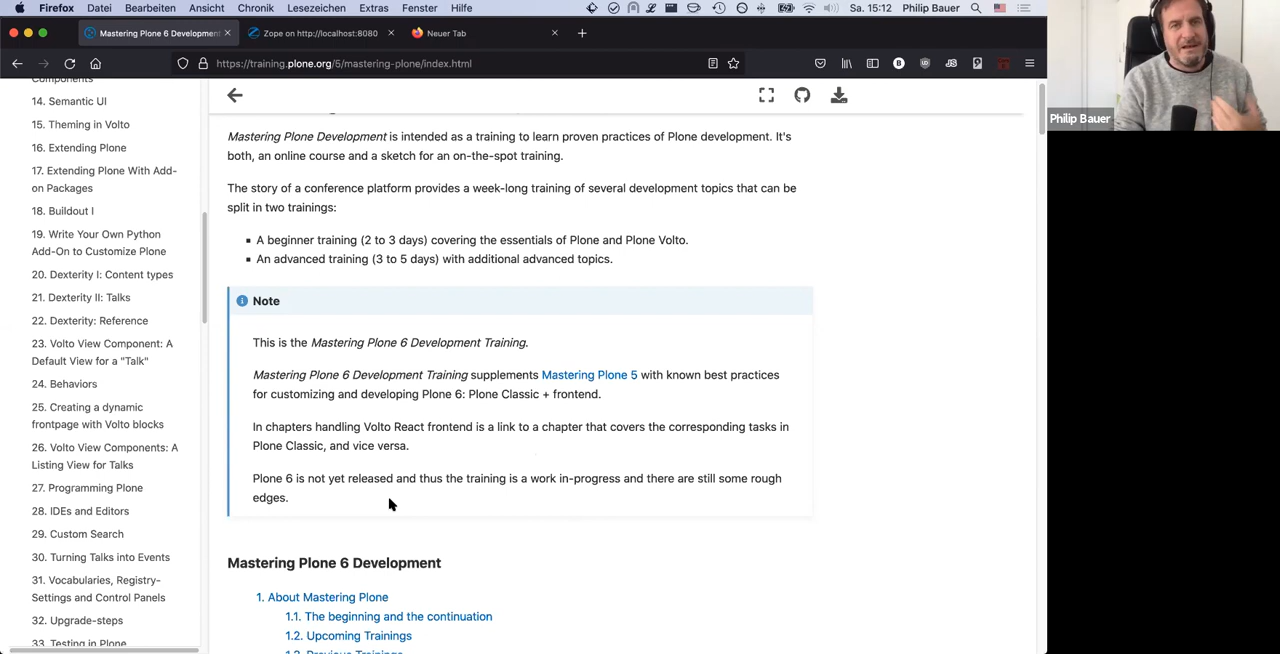 Firefox Datei Bearbeiten Ansicht Chronik Lesezeichen Extras Fenster Hilfe Sa. 15:12 Philip Bauer
Mastering Plone 6 Development
Zope on http://localhost:8080
Neuer Tab
https://training.plone.org/5/mastering-plone/index.html
Philip Bauer
Components
14. Semantic UI
15. Theming in Volto
16. Extending Plone
17. Extending Plone With Add-
on Packages
18. Buildout I
19. Write Your Own Python
Add-On to Customize Plone
20. Dexterity I: Content types
21. Dexterity II: Talks
22. Dexterity: Reference
23. Volto View Component: A
Default View for a "Talk"
24. Behaviors
25. Creating a dynamic
frontpage with Volto blocks
26. Volto View Components: A
Listing View for Talks
27. Programming Plone
28. IDEs and Editors
29. Custom Search
30. Turning Talks into Events
31. Vocabularies, Registry-
Settings and Control Panels
32. Upgrade-steps
33. Testing in Plone
Mastering Plone Development is intended as a training to learn proven practices of Plone development. It's
both, an online course and a sketch for an on-the-spot training.
The story of a conference platform provides a week-long training of several development topics that can be
split in two trainings:
A beginner training (2 to 3 days) covering the essentials of Plone and Plone Volto.
An advanced training (3 to 5 days) with additional advanced topics.
Note
This is the Mastering Plone 6 Development Training.
Mastering Plone 6 Development Training supplements Mastering Plone 5 with known best practices
for customizing and developing Plone 6: Plone Classic + frontend.
In chapters handling Volto React frontend is a link to a chapter that covers the corresponding tasks in
Plone Classic, and vice versa.
Plone 6 is not yet released and thus the training is a work in-progress and there are still some rough
edges.
Mastering Plone 6 Development
1. About Mastering Plone
1.1. The beginning and the continuation
1.2. Upcoming Trainings
1.3. Previous Trainings